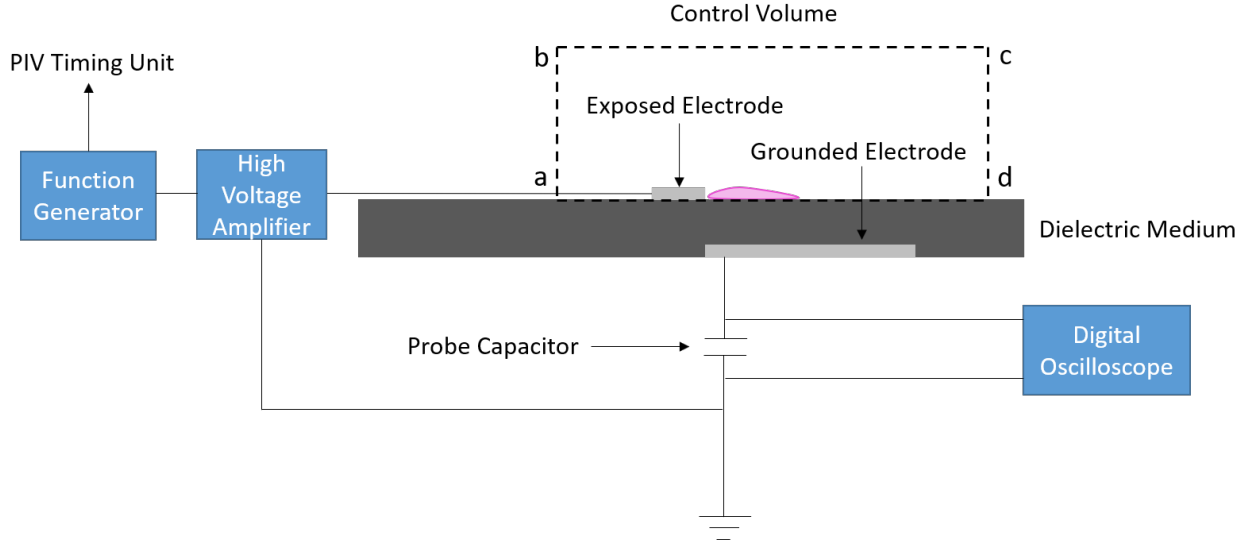 Control Volume
PIV Timing Unit
b
c
Exposed Electrode
High
Voltage
Amplifier
Function
Generator
Grounded Electrode
a
d
Dielectric Medium
Probe Capacitor
Digital
Oscilloscope